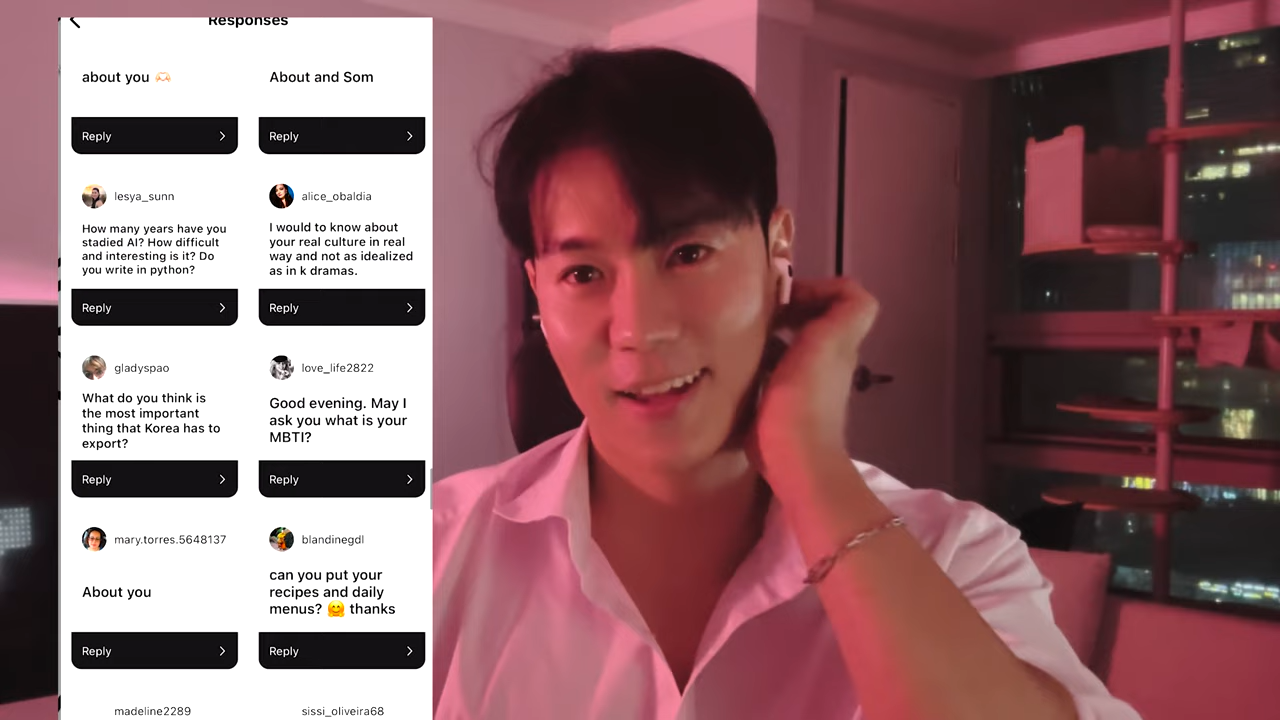 Responses
about you 🫶🏻
Reply
About and Som
Reply
lesya_sunn
How many years have you
stadied AI? How difficult
and interesting is it? Do
you write in python?
Reply
alice_obaldia
I would to know about
your real culture in real
way and not as idealized
as in k dramas.
Reply
gladyspao
What do you think is
the most important
thing that Korea has to
export?
Reply
love_life2822
Good evening. May I
ask you what is your
MBTI?
Reply
mary.torres.5648137
About you
Reply
blandinegdl
can you put your
recipes and daily
menus? 🤗 thanks
Reply
madeline2289
sissi_oliveira68